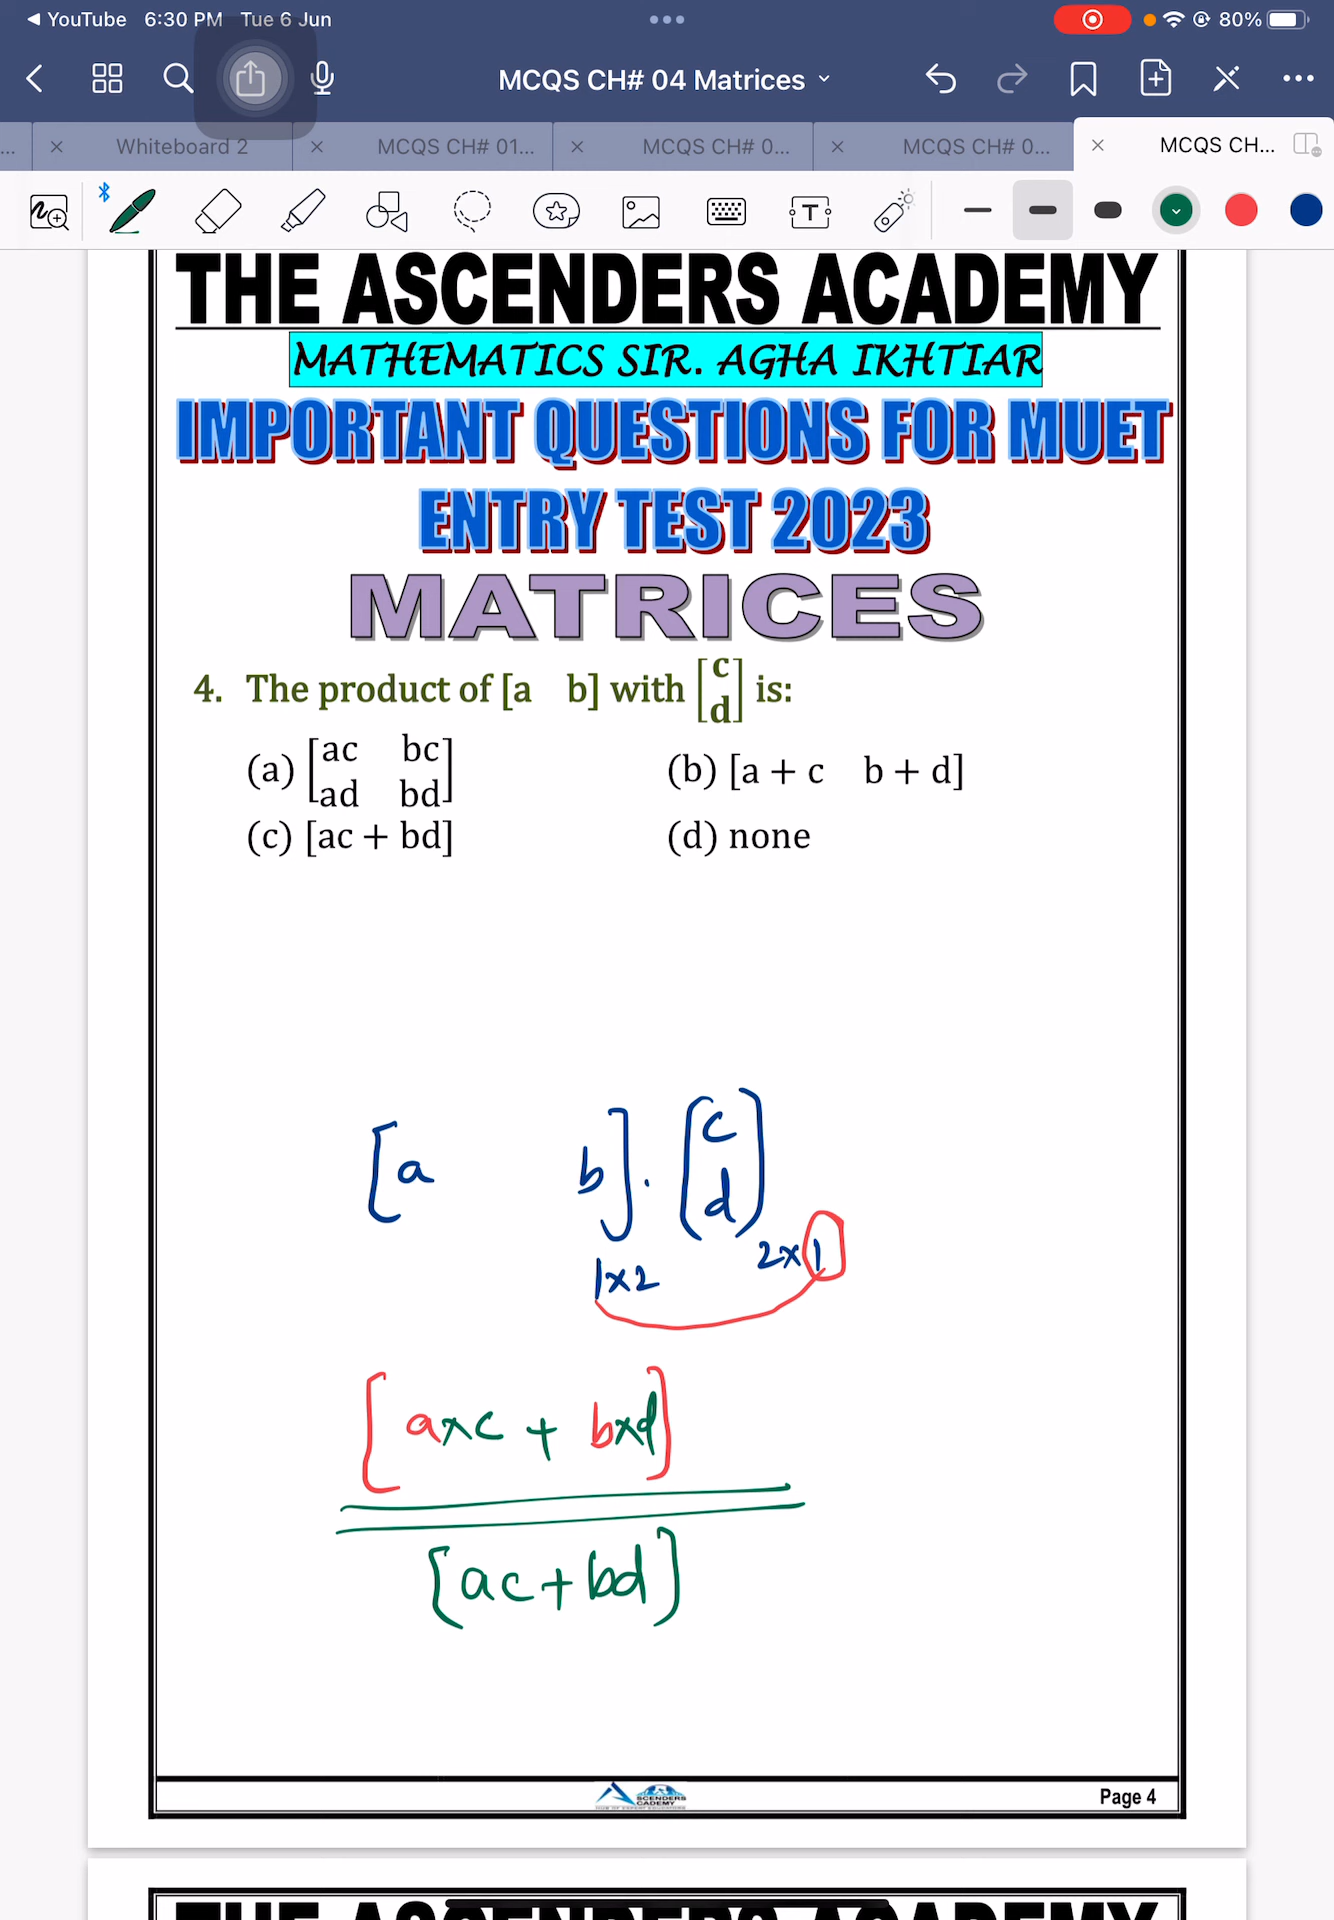 YouTube 6:30 PM Tue 6 Jun 80%
MCQS CH# 04 Matrices
Whiteboard 2 MCQS CH# 01... MCQS CH# 0... MCQS CH# 0... MCQS CH...
THE ASCENDERS ACADEMY
MATHEMATICS SIR. AGHA IKHTIAR
IMPORTANT QUESTIONS FOR MUET
ENTRY TEST 2023
MATRICES
4. The product of [a b] with [c d] is:
(a) [ac bc ad bd] (b) [a + c b + d]
(c) [ac + bd] (d) none
[a b] . [c d]
1x2 2x1
[axc + bxd]
[ac+bd]
Page 4
THE ASCENDERS ACADEMY